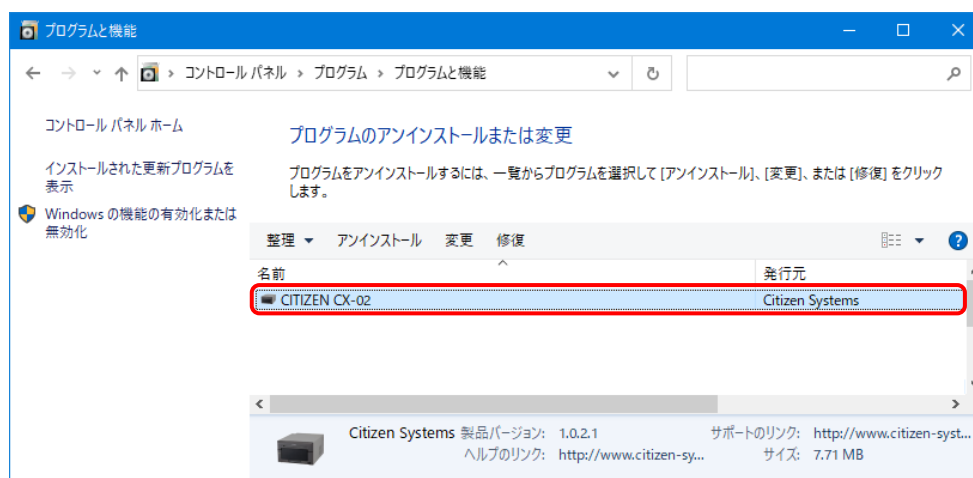 プログラムと機能
コントロール パネル › プログラム › プログラムと機能
コントロール パネル ホーム
インストールされた更新プログラムを
表示
Windows の機能の有効化または
無効化
プログラムのアンインストールまたは変更
プログラムをアンインストールするには、一覧からプログラムを選択して [アンインストール]、[変更]、または [修復] をクリック
します。
整理 アンインストール 変更 修復
名前 発行元
CITIZEN CX-02 Citizen Systems
Citizen Systems 製品バージョン: 1.0.2.1 サポートのリンク: http://www.citizen-syst...
ヘルプのリンク: http://www.citizen-sy... サイズ: 7.71 MB